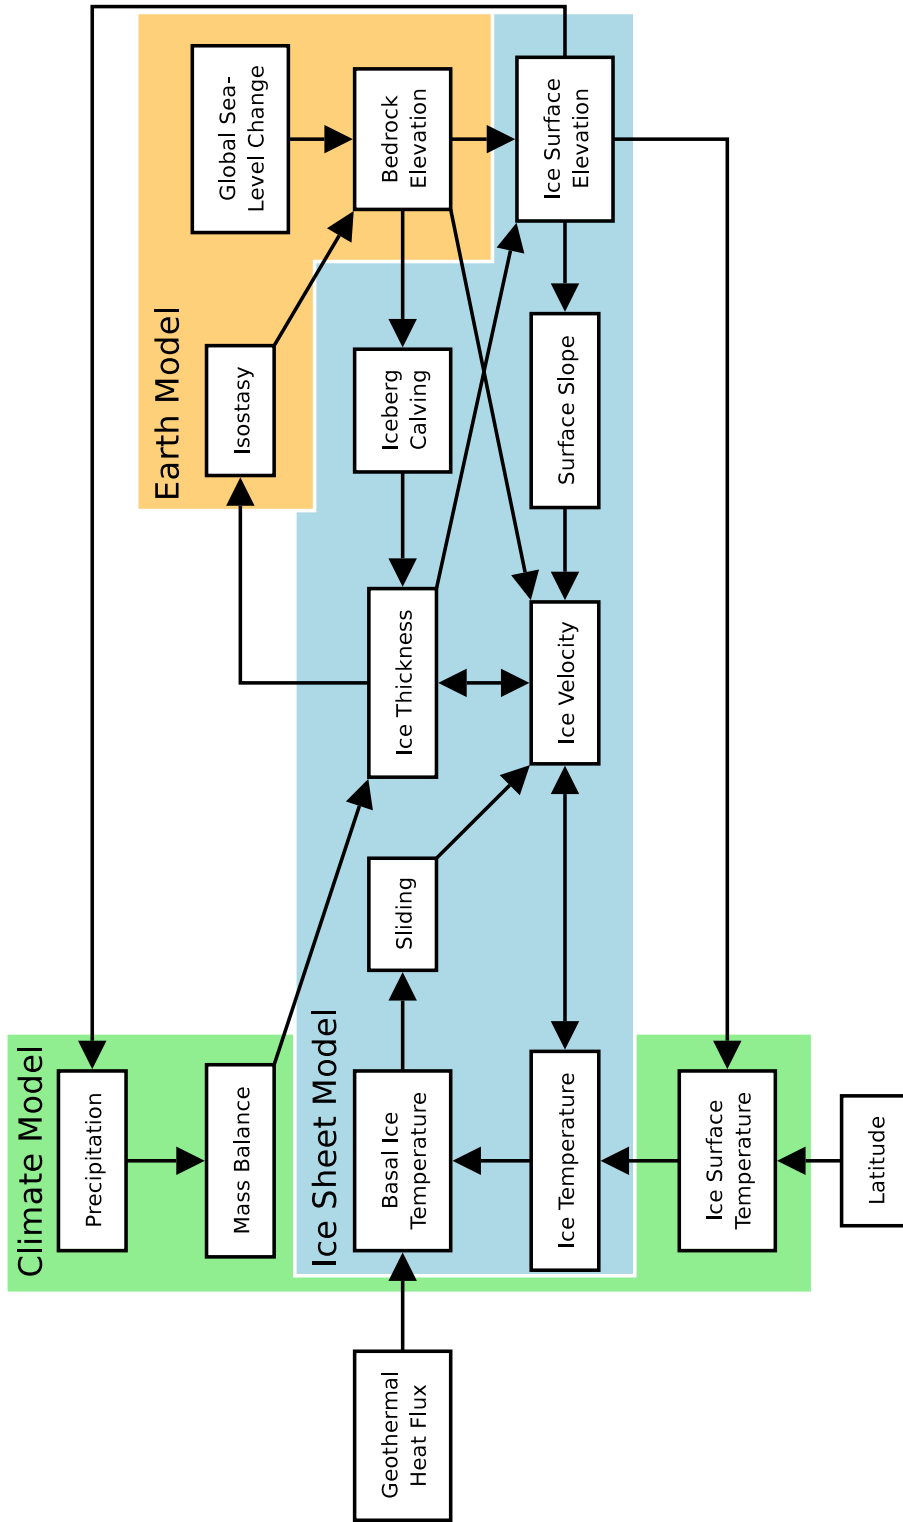 Climate Model
Precipitation
Mass Balance
Ice Surface
Temperature
Latitude
Geothermal
Heat Flux
Ice Sheet Model
Basal Ice
Temperature
Ice Temperature
Sliding
Ice Thickness
Ice Velocity
Iceberg
Calving
Surface Slope
Ice Surface
Elevation
Earth Model
Isostasy
Global Sea-
Level Change
Bedrock
Elevation